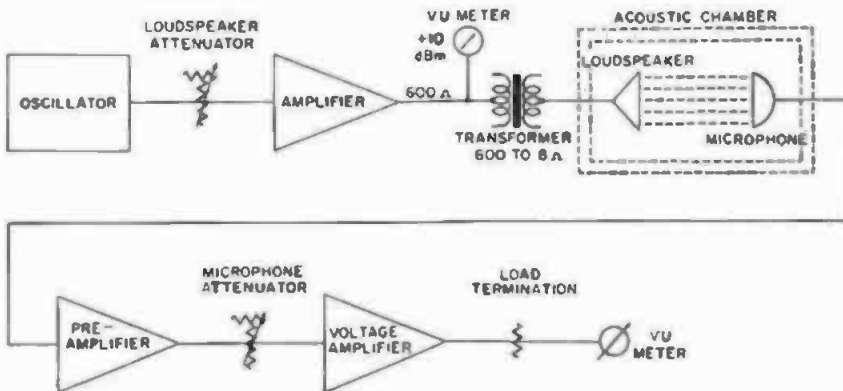 LOUDSPEAKER
ATTENUATOR
OSCILLATOR
AMPLIFIER
600 Ω
VU METER
+10
dBm
TRANSFORMER
600 TO 8 Ω
ACOUSTIC CHAMBER
LOUDSPEAKER
MICROPHONE
PRE-
AMPLIFIER
MICROPHONE
ATTENUATOR
VOLTAGE
AMPLIFIER
LOAD
TERMINATION
VU
METER